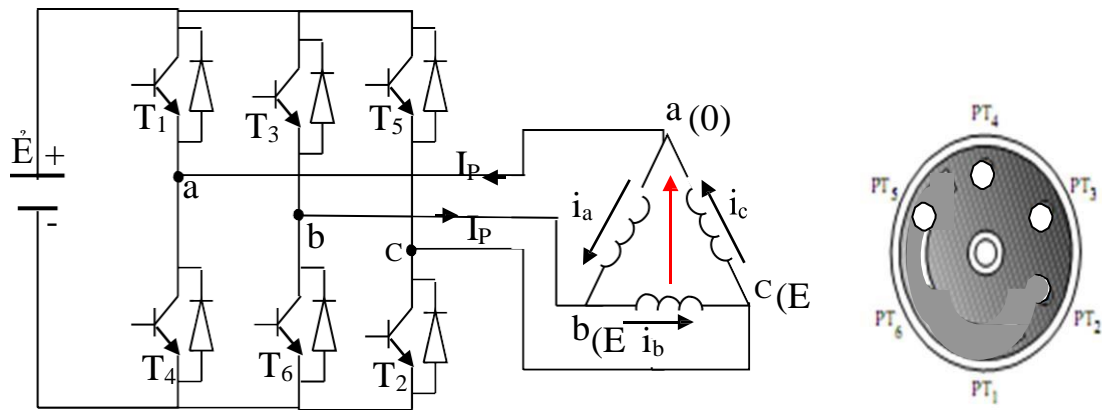 T1
T3
T5
E +
-
a
b
C
IP
IP
T4
T6
T2
a (0)
ia
ic
b(E
ib
C (E
PT4
PT5
PT3
PT6
PT2
PT1